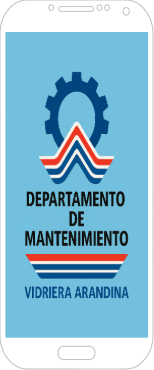 DEPARTAMENTO
DE
MANTENIMIENTO
VIDRIERA ARANDINA